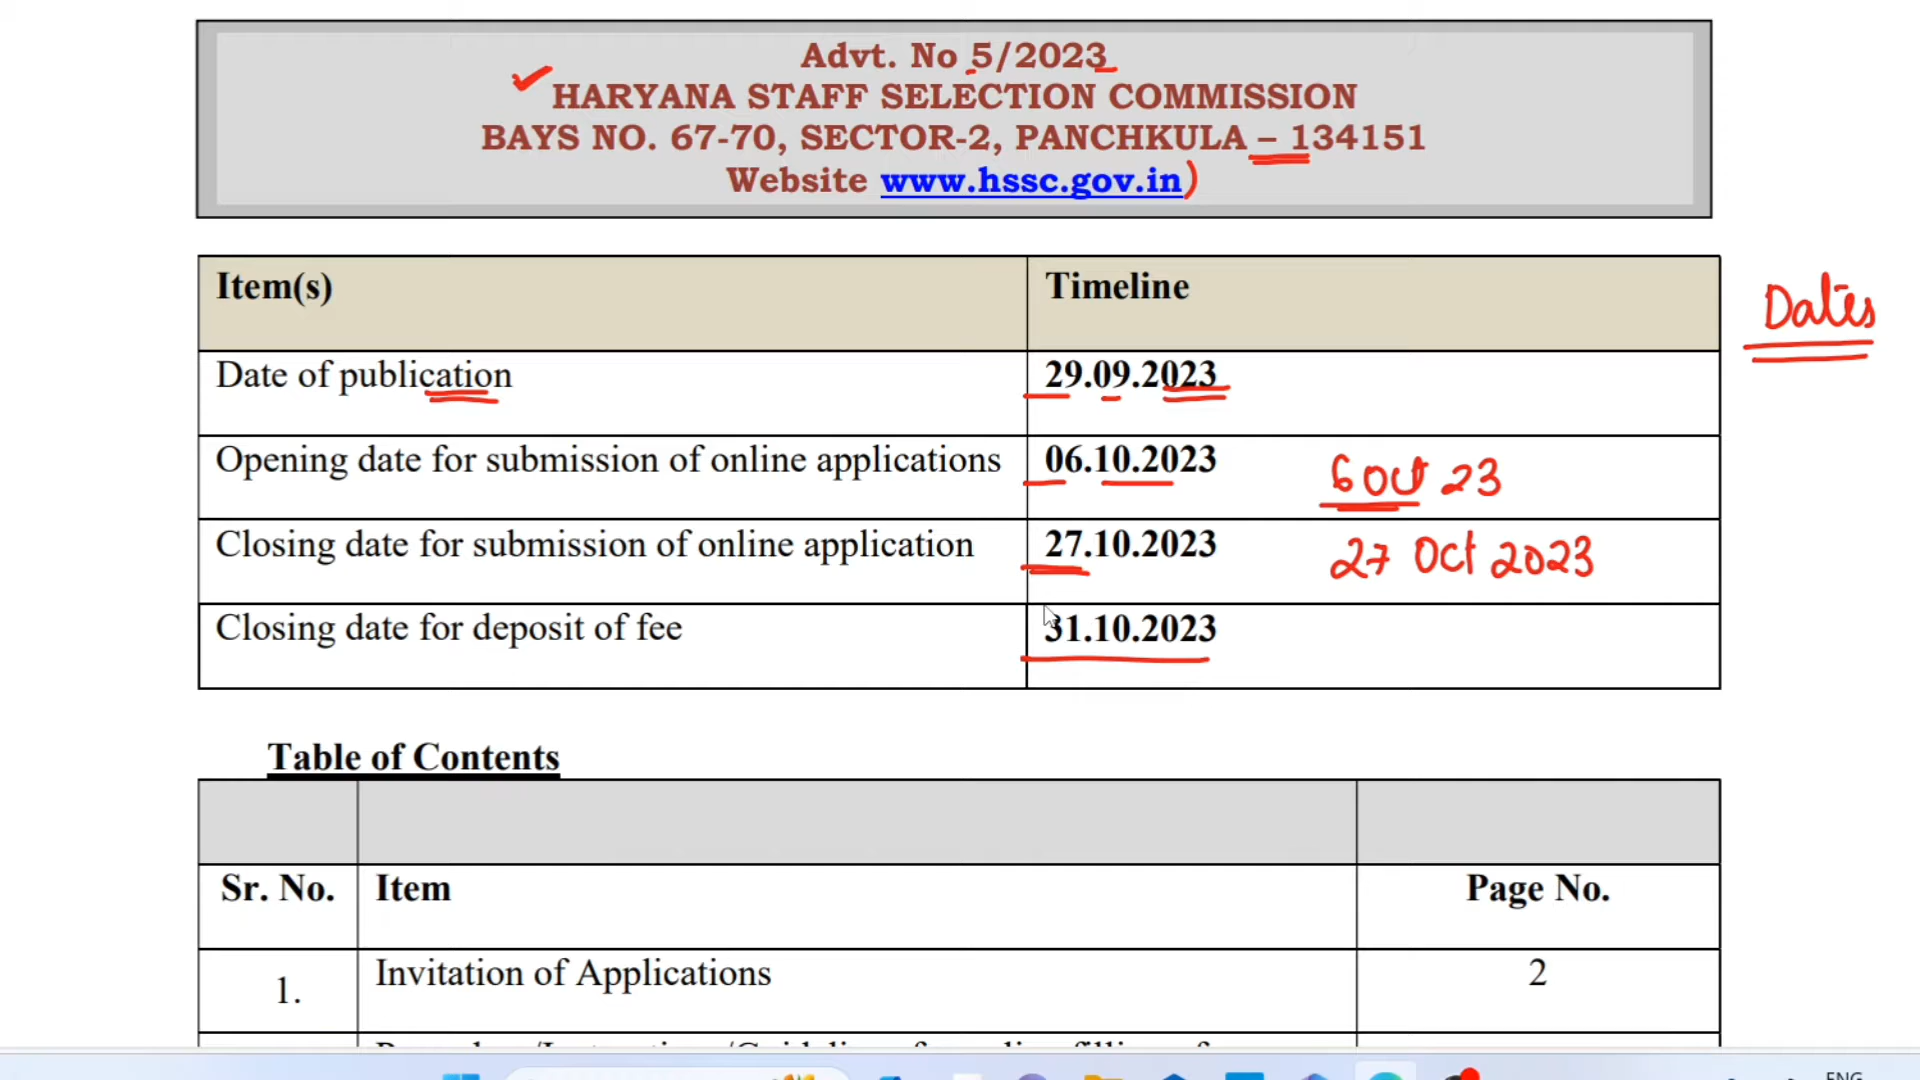 Advt. No 5/2023
HARYANA STAFF SELECTION COMMISSION
BAYS NO. 67-70, SECTOR-2, PANCHKULA – 134151
Website www.hssc.gov.in)
Item(s) Timeline
Dates
Date of publication 29.09.2023
Opening date for submission of online applications 06.10.2023 6 Oct 23
Closing date for submission of online application 27.10.2023 27 Oct 2023
Closing date for deposit of fee 31.10.2023
Table of Contents
Sr. No. Item Page No.
1. Invitation of Applications 2
ENG